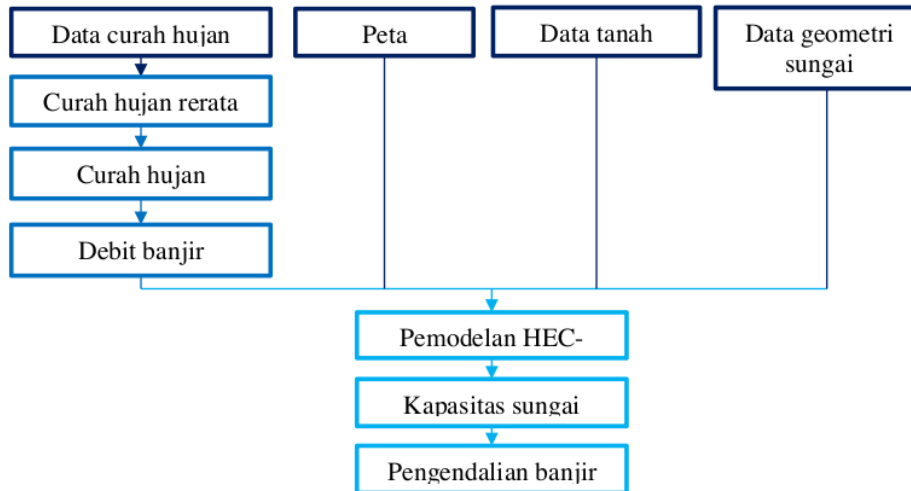 Data curah hujan
Peta
Data tanah
Data geometri
sungai
Curah hujan rerata
Curah hujan
Debit banjir
Pemodelan HEC-
Kapasitas sungai
Pengendalian banjir